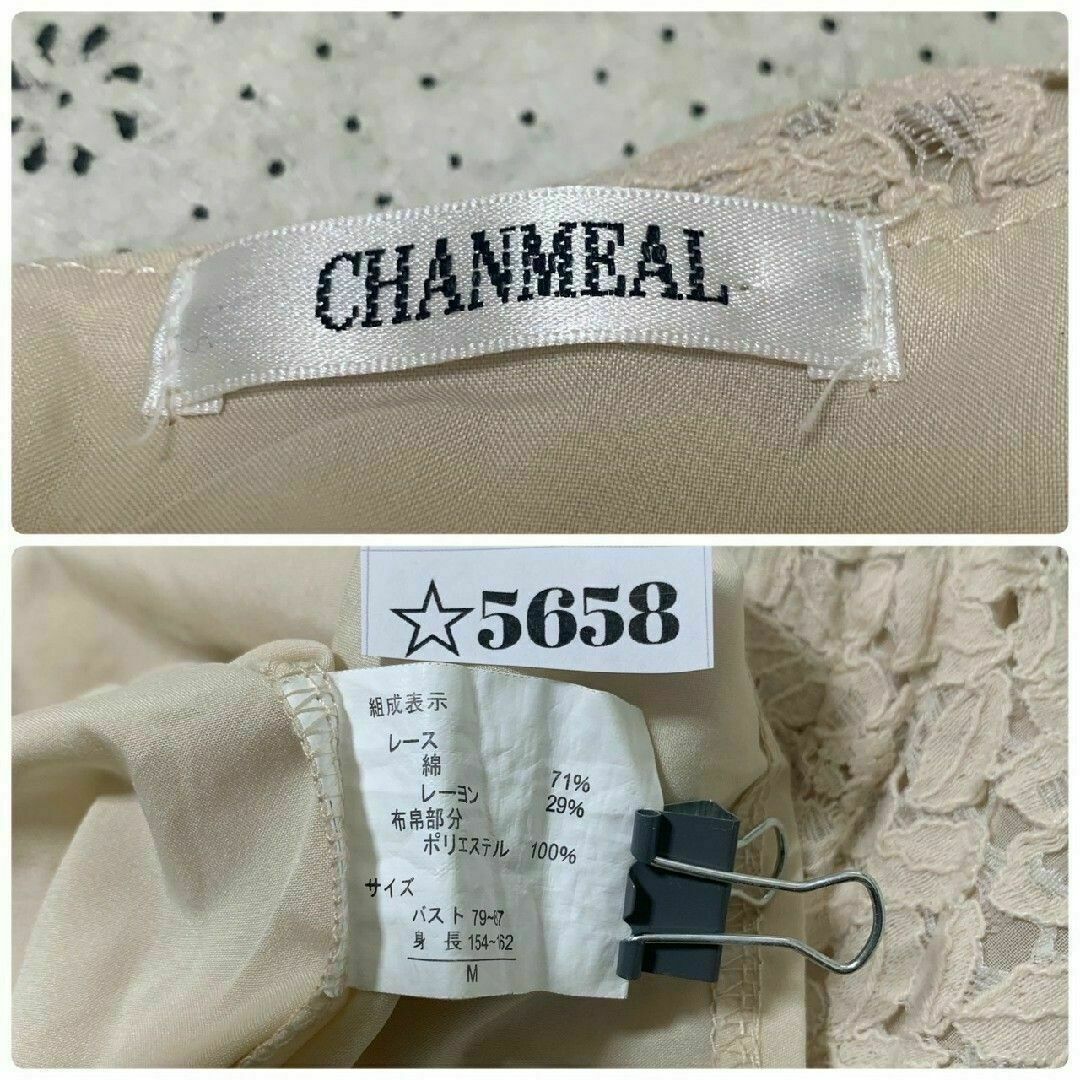 CHANMEAL
☆5658
組成表示
レース
綿 71%
レーヨン 29%
布帛部分
ポリエステル 100%
サイズ
バスト 79~87
身長 154~162
M